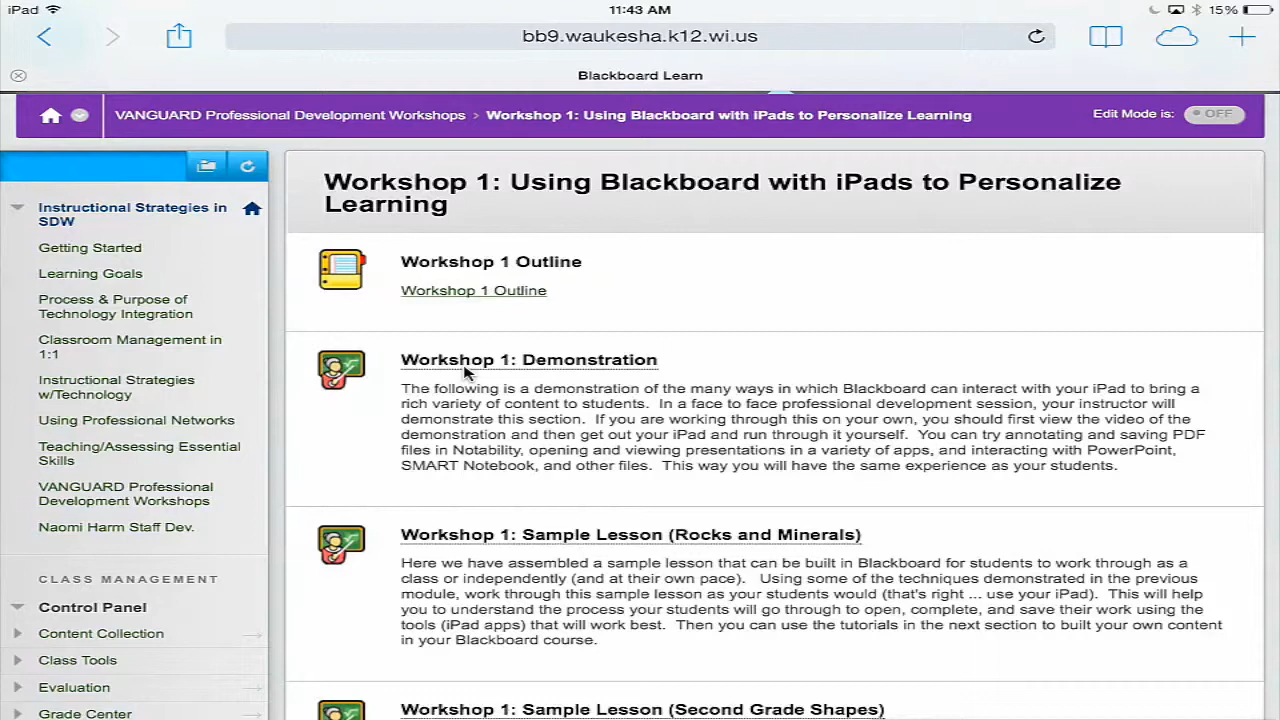 iPad
11:43 AM
15%
bb9.waukesha.k12.wi.us
Blackboard Learn
VANGUARD Professional Development Workshops > Workshop 1: Using Blackboard with iPads to Personalize Learning
Edit Mode is:
OFF
Instructional Strategies in
SDW
Getting Started
Learning Goals
Process & Purpose of
Technology Integration
Classroom Management in
1:1
Instructional Strategies
w/Technology
Using Professional Networks
Teaching/Assessing Essential
Skills
VANGUARD Professional
Development Workshops
Naomi Harm Staff Dev.
CLASS MANAGEMENT
Control Panel
Content Collection
Class Tools
Evaluation
Grade Center
Workshop 1: Using Blackboard with iPads to Personalize
Learning
Workshop 1 Outline
Workshop 1 Outline
Workshop 1: Demonstration
The following is a demonstration of the many ways in which Blackboard can interact with your iPad to bring a
rich variety of content to students.  In a face to face professional development session, your instructor will
demonstrate this section.  If you are working through this on your own, you should first view the video of the
demonstration and then get out your iPad and run through it yourself.  You can try annotating and saving PDF
files in Notability, opening and viewing presentations in a variety of apps, and interacting with PowerPoint,
SMART Notebook, and other files.  This way you will have the same experience as your students.
Workshop 1: Sample Lesson (Rocks and Minerals)
Here we have assembled a sample lesson that can be built in Blackboard for students to work through as a
class or independently (and at their own pace).   Using some of the techniques demonstrated in the previous
module, work through this sample lesson as your students would (that's right ... use your iPad).  This will help
you to understand the process your students will go through to open, complete, and save their work using the
tools (iPad apps) that will work best.  Then you can use the tutorials in the next section to built your own content
in your Blackboard course.
Workshop 1: Sample Lesson (Second Grade Shapes)